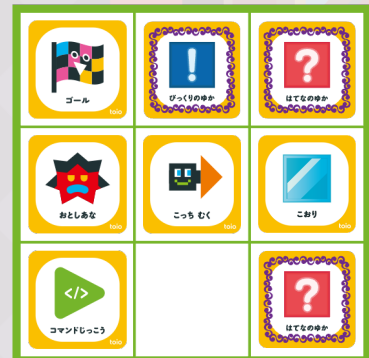 ゴール
toio
!
びっくりのゆか
?
はてなのゆか
おとしあな
toio
こっち むく
toio
こおり
toio
</>
コマンドじっこう
toio
?
はてなのゆか